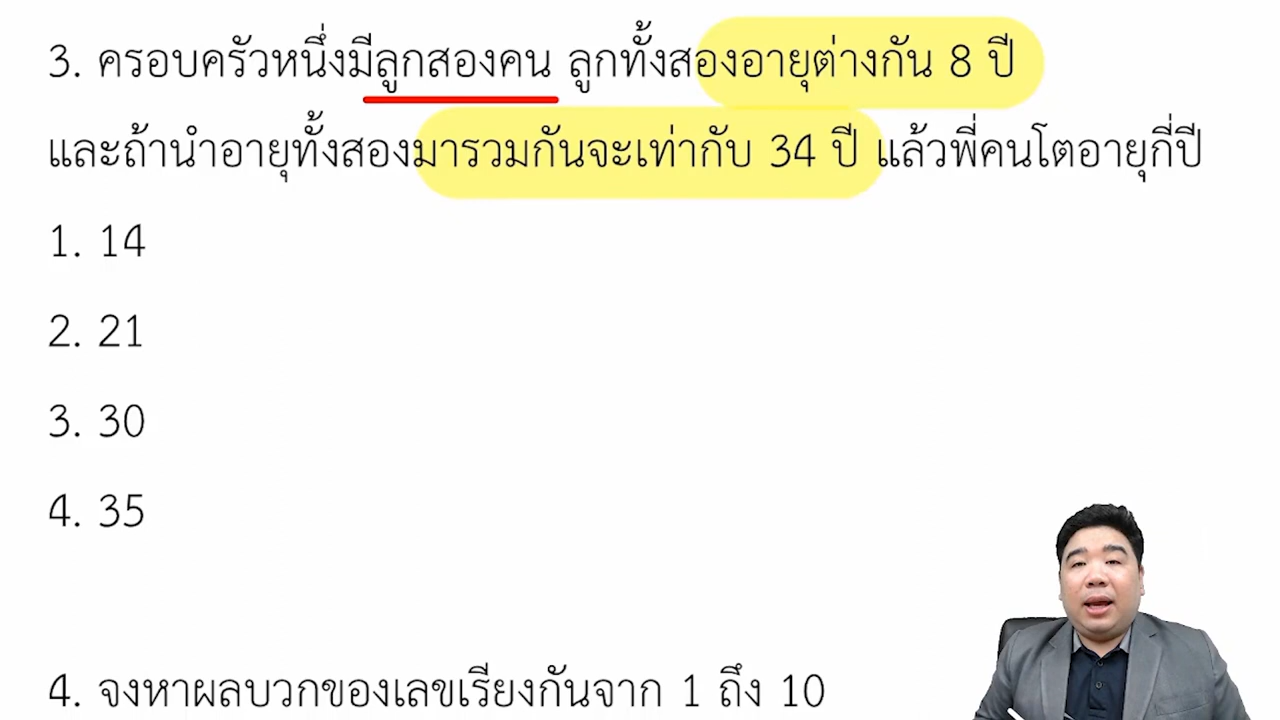 3. ครอบครัวหนึ่งมีลูกสองคน ลูกทั้งสองอายุต่างกัน 8 ปี
และถ้านำอายุทั้งสองมารวมกันจะเท่ากับ 34 ปี แล้วพี่คนโตอายุกี่ปี
1. 14
2. 21
3. 30
4. 35
4. จงหาผลบวกของเลขเรียงกันจาก 1 ถึง 10